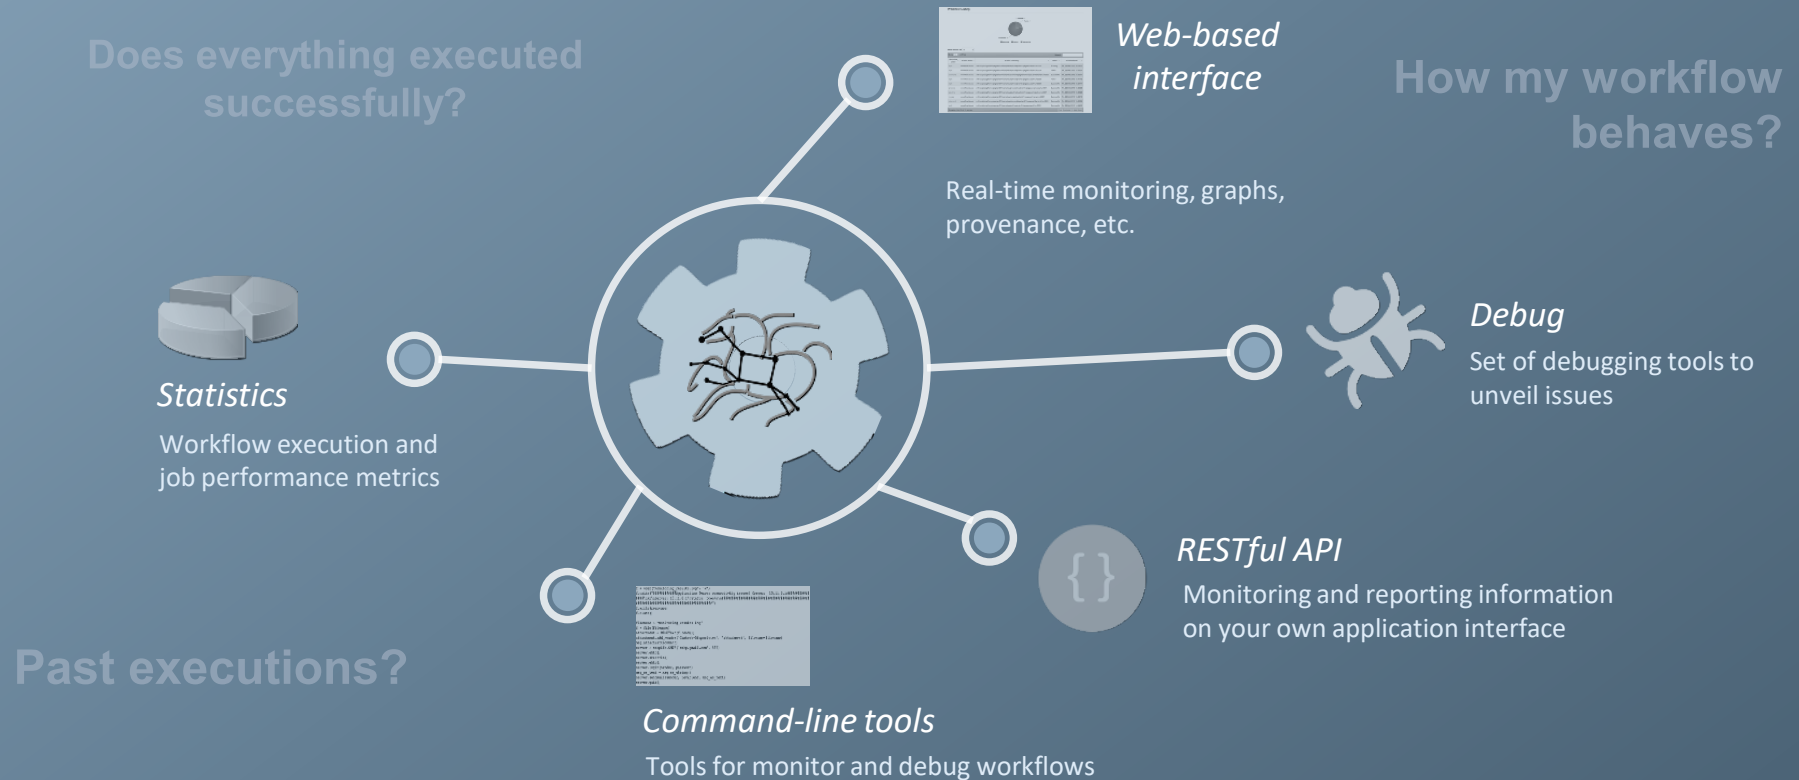 Does everything executed
successfully?
Web-based
interface
How my workflow
behaves?
Real-time monitoring, graphs,
provenance, etc.
Debug
Set of debugging tools to
unveil issues
Statistics
Workflow execution and
job performance metrics
{ }
RESTful API
Monitoring and reporting information
on your own application interface
Past executions?
Command-line tools
Tools for monitor and debug workflows